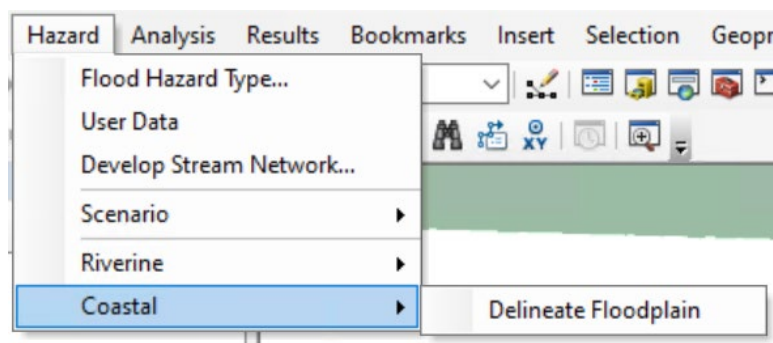 Hazard Analysis Results Bookmarks Insert Selection
Flood Hazard Type...
User Data
Develop Stream Network...
XY
Scenario
Riverine
Coastal
Delineate Floodplain